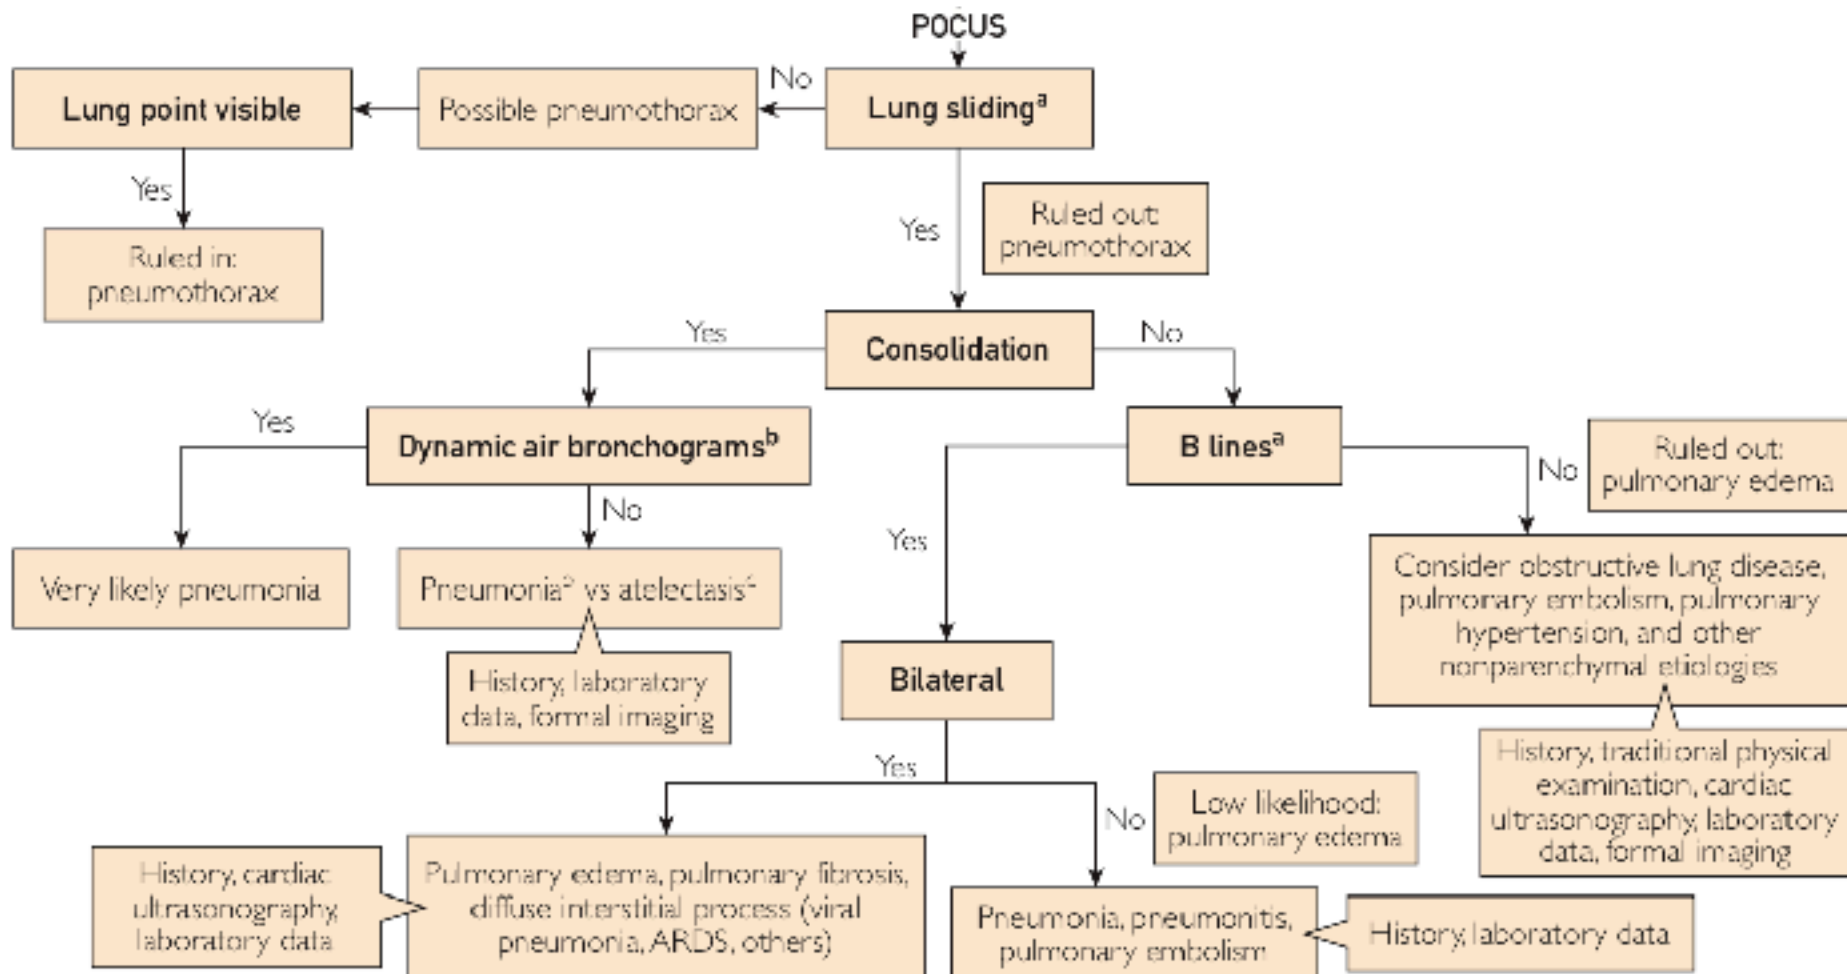 POCUS
Lung point visible
Possible pneumothorax
No
Lung slidingᵃ
Yes
Ruled in:
pneumothorax
Yes
Ruled out:
pneumothorax
Yes
Consolidation
No
Yes
Dynamic air bronchogramsᵇ
B linesᵃ
No
Ruled out:
pulmonary edema
No
Very likely pneumonia
Pneumonia vs atelectasis
History, laboratory
data, formal imaging
Yes
Consider obstructive lung disease,
pulmonary embolism, pulmonary
hypertension, and other
nonparenchymal etiologies
History, traditional physical
examination, cardiac
ultrasonography, laboratory
data, formal imaging
Bilateral
Yes
No
Low likelihood:
pulmonary edema
History, cardiac
ultrasonography,
laboratory data
Pulmonary edema, pulmonary fibrosis,
diffuse interstitial process (viral
pneumonia, ARDS, others)
Pneumonia, pneumonitis,
pulmonary embolism
History, laboratory data